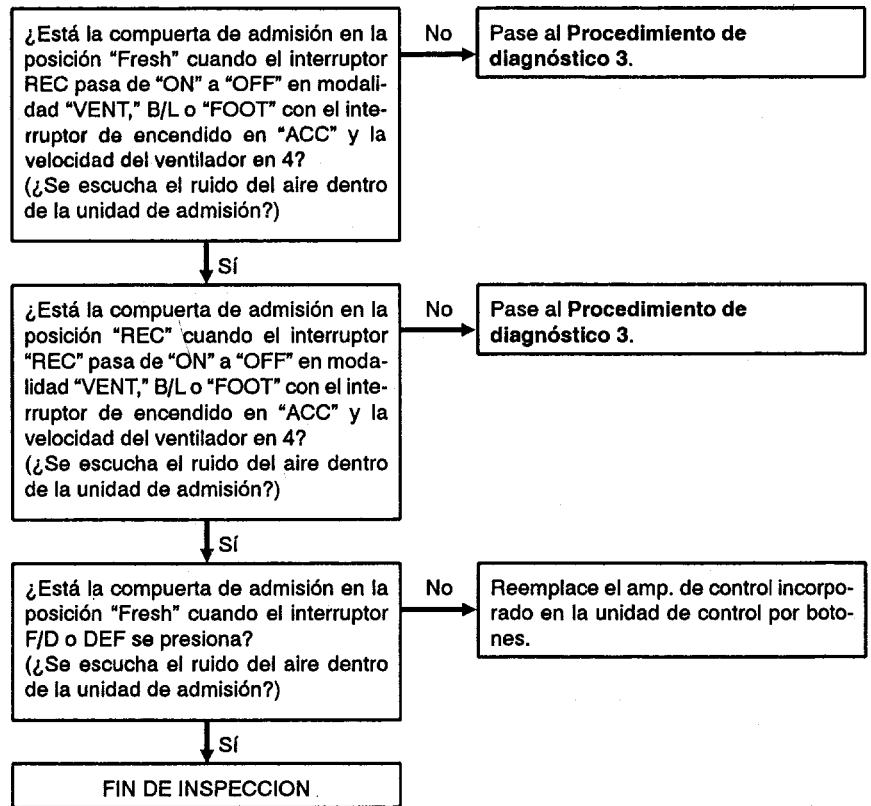 ¿Está la compuerta de admisión en la
posición “Fresh” cuando el interruptor
REC pasa de “ON” a “OFF” en modali-
dad “VENT,” B/L o “FOOT” con el inte-
rruptor de encendido en “ACC” y la
velocidad del ventilador en 4?
(¿Se escucha el ruido del aire dentro
de la unidad de admisión?)
No
Pase al Procedimiento de
diagnóstico 3.
Sí
¿Está la compuerta de admisión en la
posición “REC” cuando el interruptor
“REC” pasa de “ON” a “OFF” en moda-
lidad “VENT,” B/L o “FOOT” con el inte-
rruptor de encendido en “ACC” y la
velocidad del ventilador en 4?
(¿Se escucha el ruido del aire dentro
de la unidad de admisión?)
No
Pase al Procedimiento de
diagnóstico 3.
Sí
¿Está la compuerta de admisión en la
posición “Fresh” cuando el interruptor
F/D o DEF se presiona?
(¿Se escucha el ruido del aire dentro
de la unidad de admisión?)
No
Reemplace el amp. de control incorpo-
rado en la unidad de control por boto-
nes.
Sí
FIN DE INSPECCION